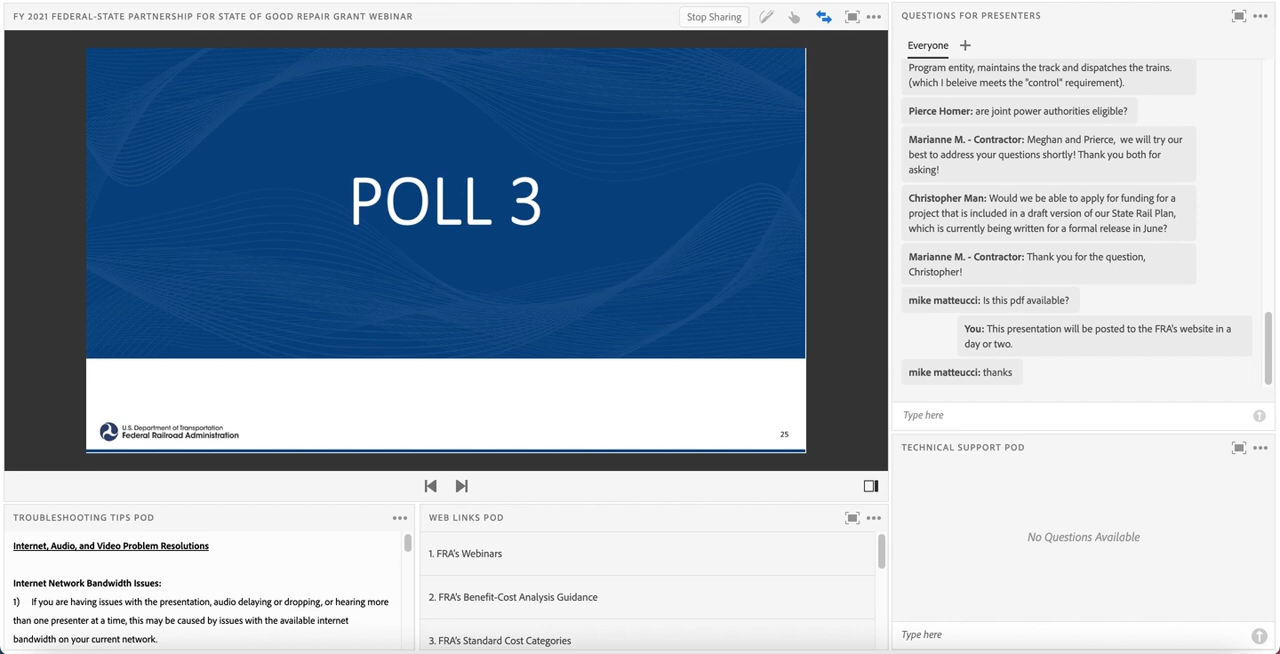 FY 2021 FEDERAL-STATE PARTNERSHIP FOR STATE OF GOOD REPAIR GRANT WEBINAR
Stop Sharing
POLL 3
U.S. Department of Transportation
Federal Railroad Administration
25
TROUBLESHOOTING TIPS POD
Internet, Audio, and Video Problem Resolutions
Internet Network Bandwidth Issues:
1) If you are having issues with the presentation, audio delaying or dropping, or hearing more
than one presenter at a time, this may be caused by issues with the available internet
bandwidth on your current network.
WEB LINKS POD
1. FRA's Webinars
2. FRA's Benefit-Cost Analysis Guidance
3. FRA's Standard Cost Categories
QUESTIONS FOR PRESENTERS
Everyone
Program entity, maintains the track and dispatches the trains.
(which I beleive meets the "control" requirement).
Pierce Homer: are joint power authorities eligible?
Marianne M. - Contractor: Meghan and Prierce, we will try our
best to address your questions shortly! Thank you both for
asking!
Christopher Man: Would we be able to apply for funding for a
project that is included in a draft version of our State Rail Plan,
which is currently being written for a formal release in June?
Marianne M. - Contractor: Thank you for the question,
Christopher!
mike matteucci: Is this pdf available?
You: This presentation will be posted to the FRA's website in a
day or two.
mike matteucci: thanks
Type here
TECHNICAL SUPPORT POD
No Questions Available
Type here